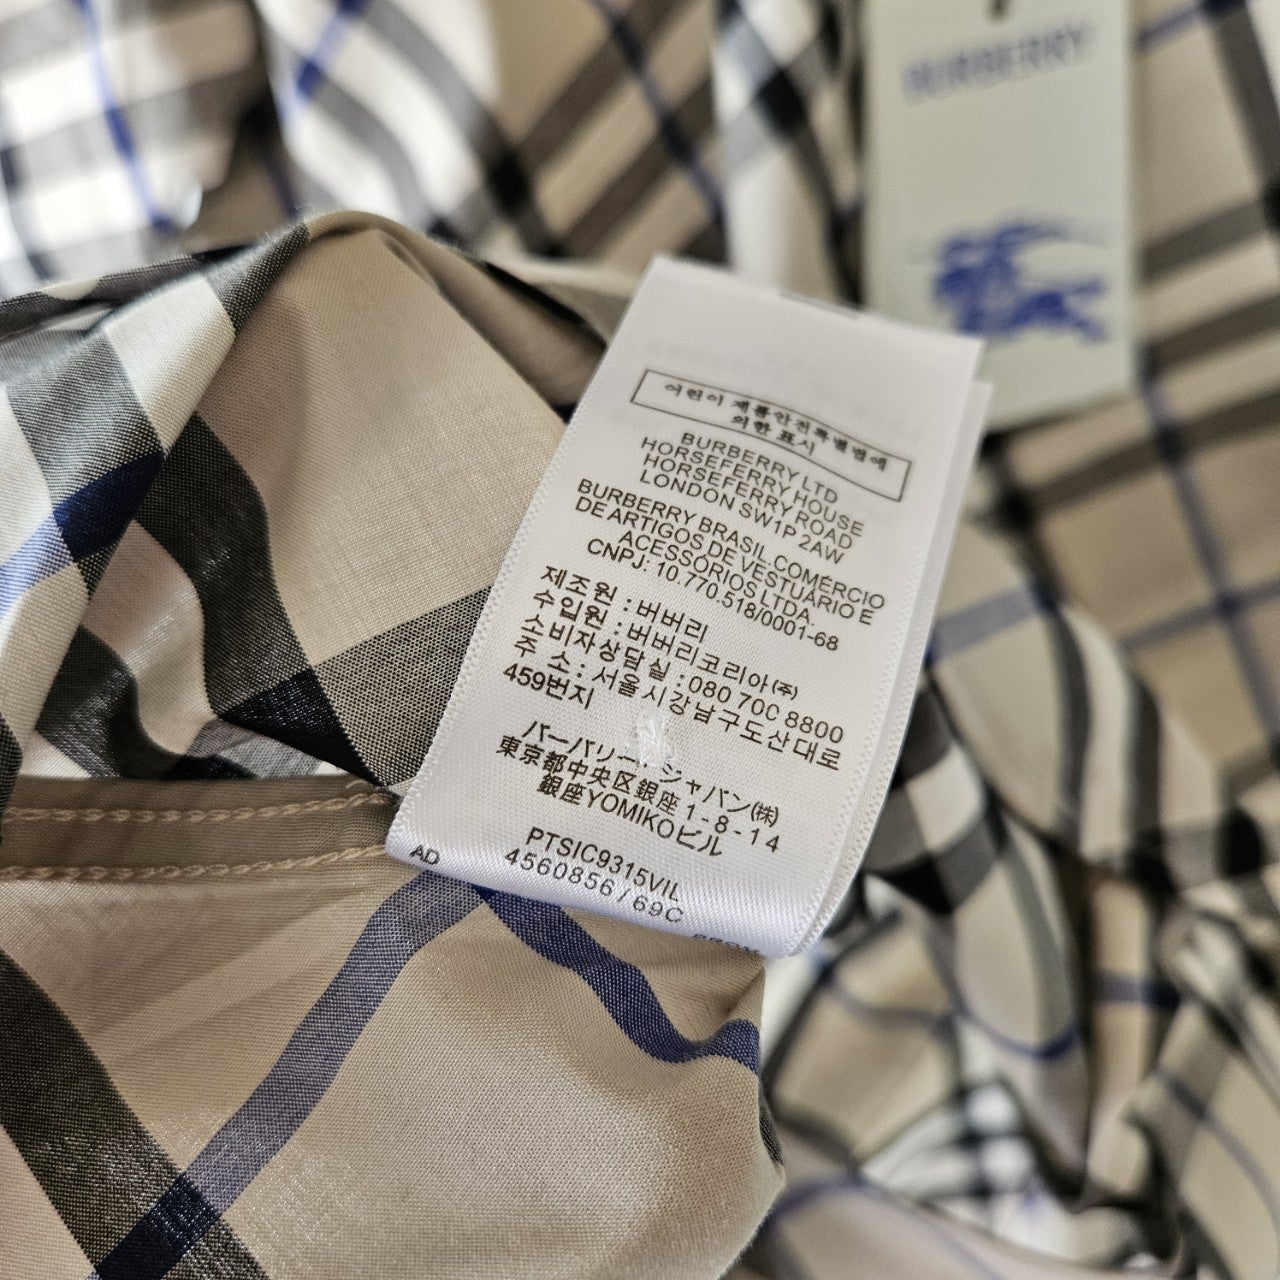 BURBERRY
어린이 제품안전특별법에
의한 표시
BURBERRY LTD
HORSEFERRY HOUSE
HORSEFERRY ROAD
LONDON SW1P 2AW
BURBERRY BRASIL COMÉRCIO
DE ARTIGOS DE VESTUÁRIO E
ACESSORIOS LTDA.
CNPJ: 10.770.518/0001-68
제조원 : 버버리
수입원 : 버버리코리아(주)
소비자상담실 : 080 700 8800
주 소 : 서울시강남구도산대로
459번지
バーバリー・ジャパン(株)
東京都中央区銀座 1 - 8 - 14
銀座YOMIKOビル
PTSIC9315VIL
AD 4560856 / 69C